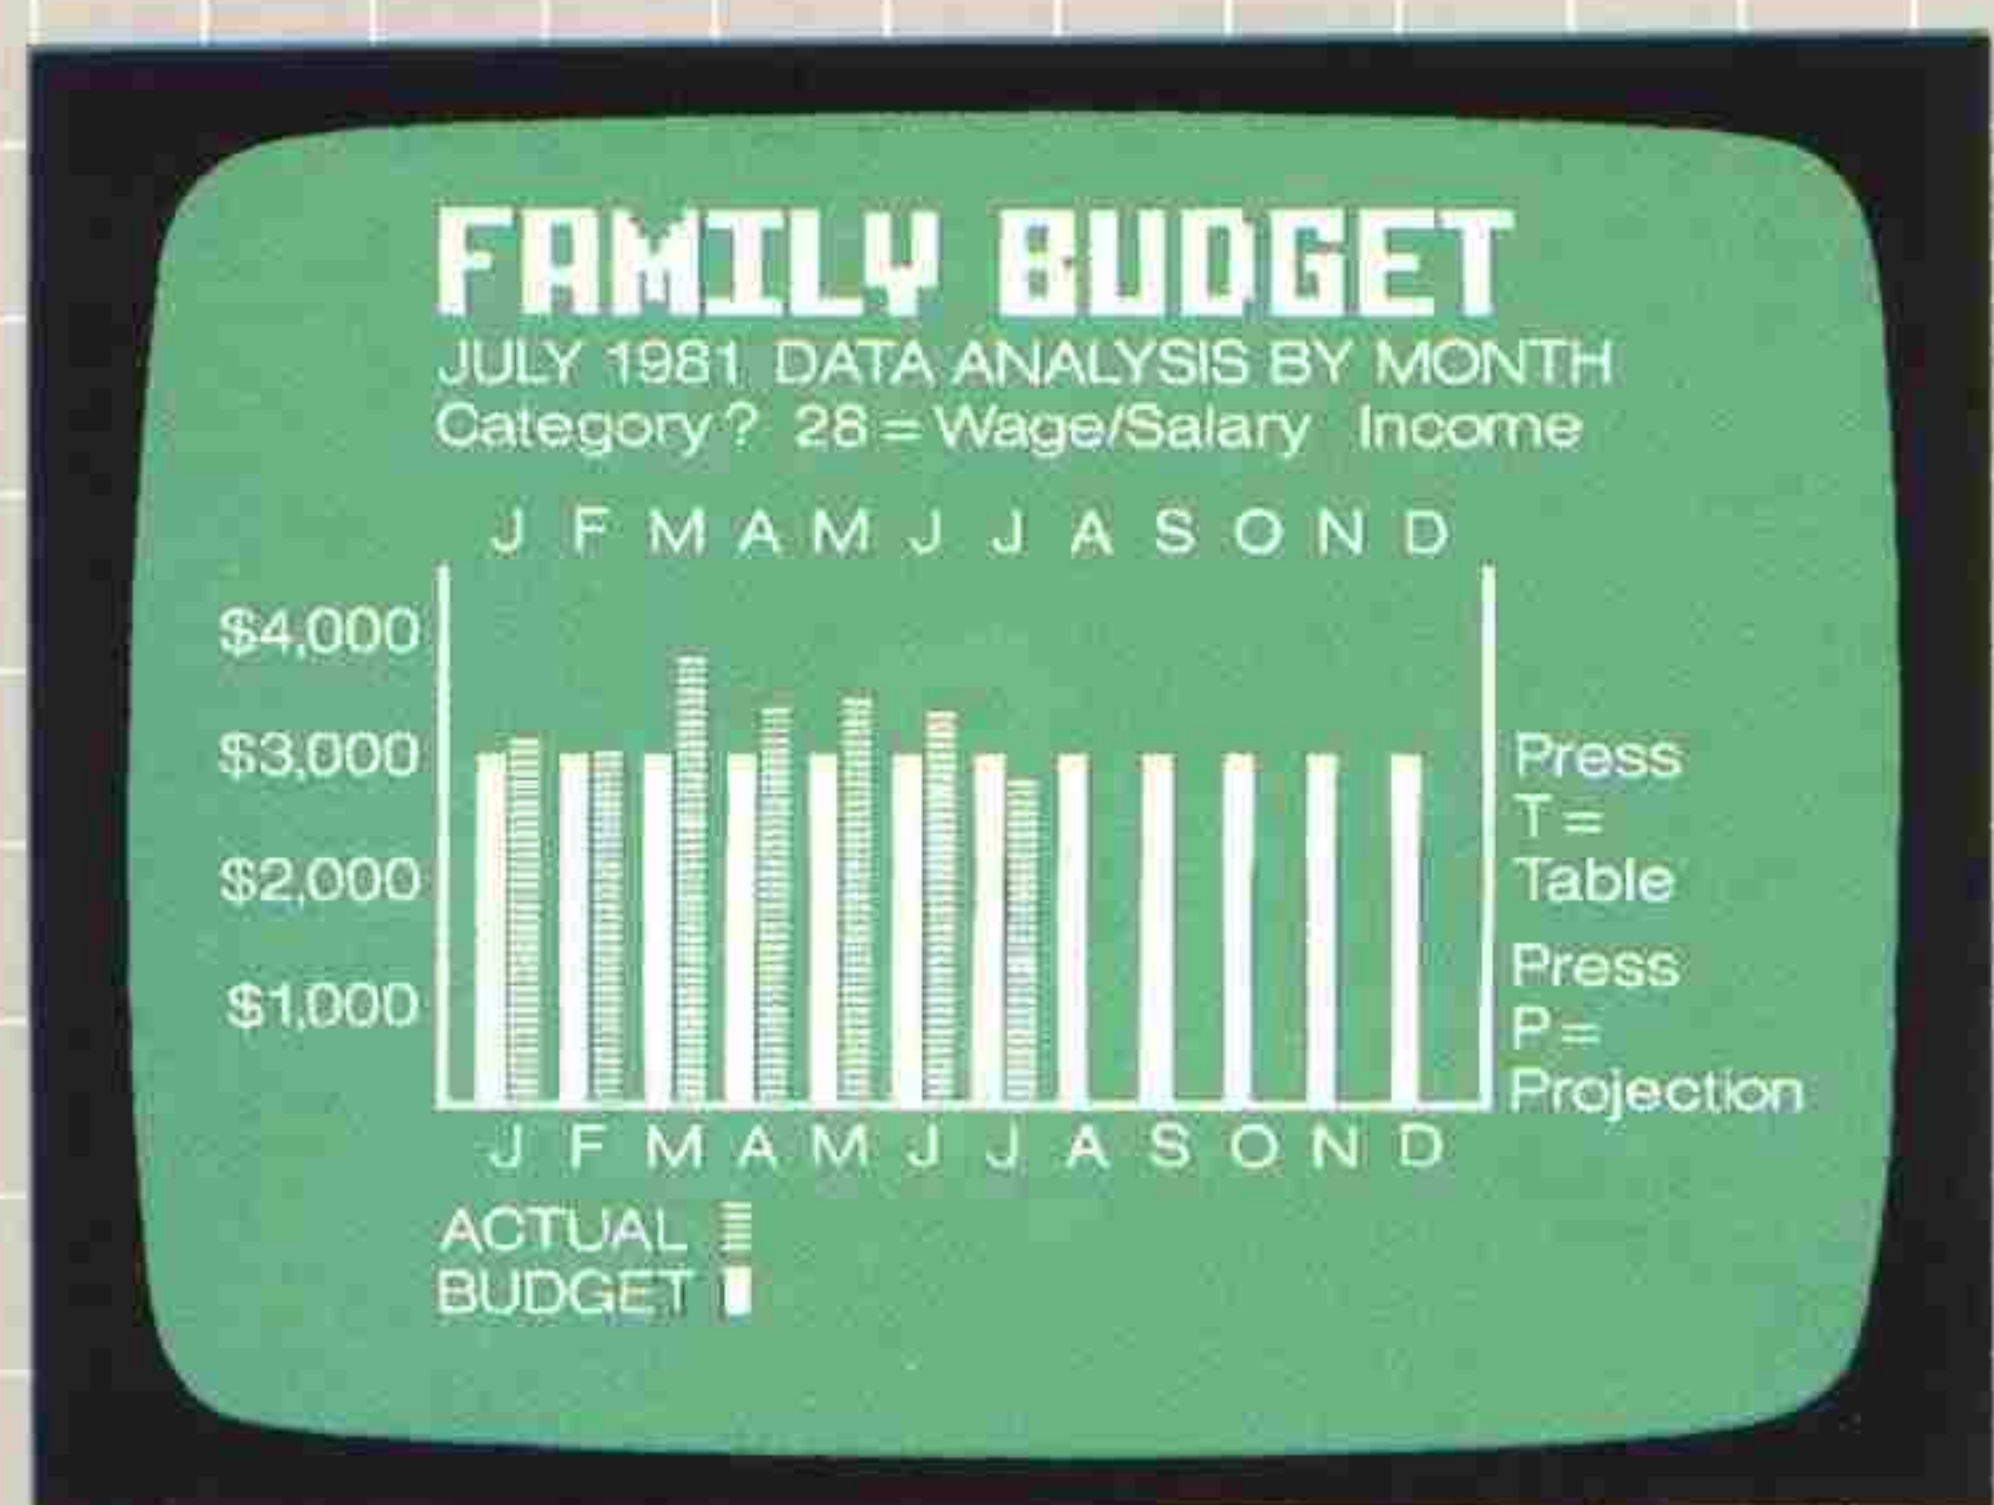 FAMILY BUDGET
JULY 1981 DATA ANALYSIS BY MONTH
Category? 28 = Wage/Salary Income
J F M A M J J A S O N D
$4,000
$3,000
$2,000
$1,000
Press
T =
Table
Press
P =
Projection
J F M A M J J A S O N D
ACTUAL
BUDGET